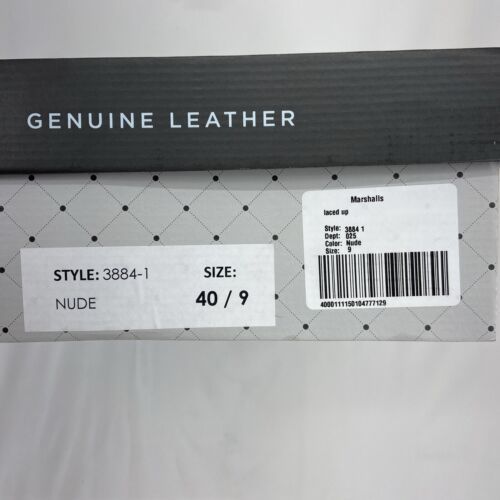 GENUINE LEATHER
STYLE: 3884-1 SIZE:
NUDE 40 / 9
Marshalls
laced up
Style: 3884 1
Dept: 025
Color: Nude
Size: 9
4000111150104777129